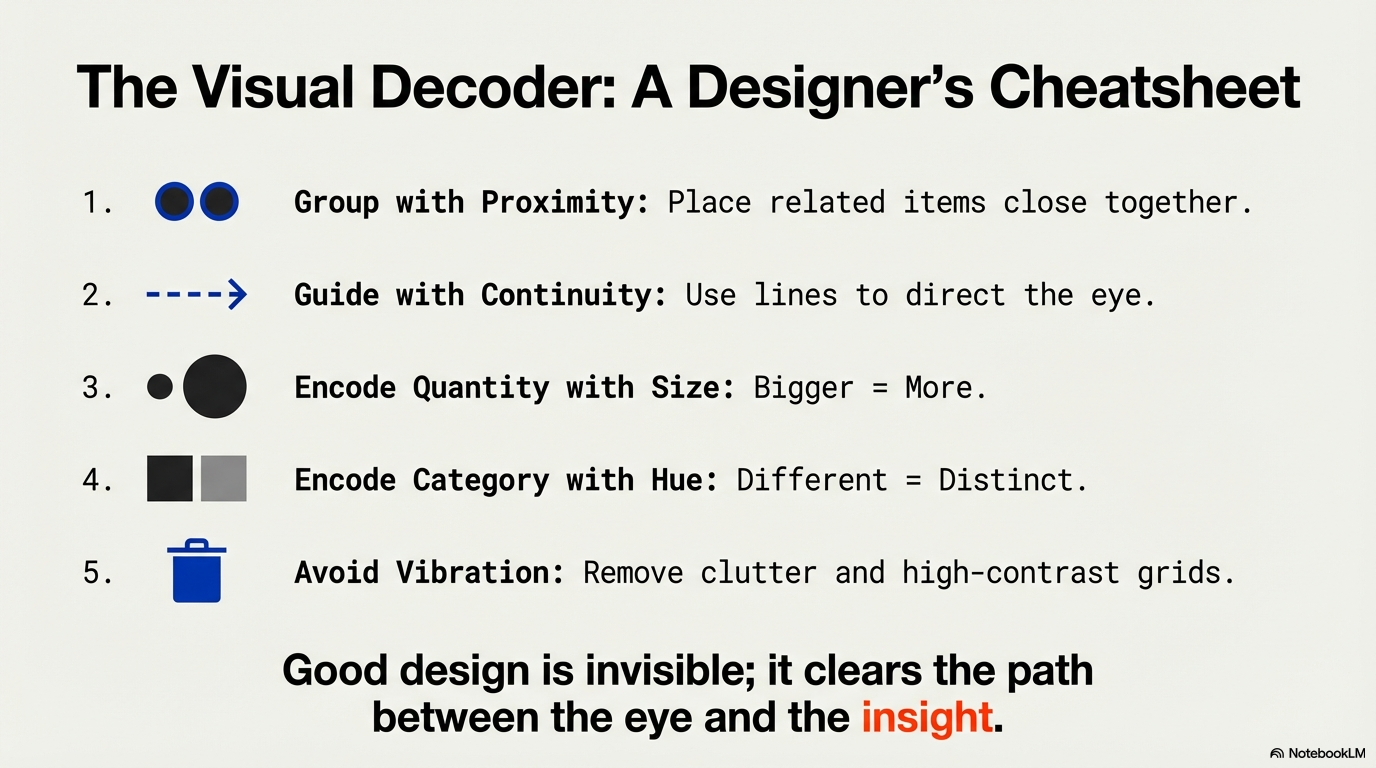 The Visual Decoder: A Designer’s Cheatsheet
1. Group with Proximity: Place related items close together.
2. Guide with Continuity: Use lines to direct the eye.
3. Encode Quantity with Size: Bigger = More.
4. Encode Category with Hue: Different = Distinct.
5. Avoid Vibration: Remove clutter and high-contrast grids.
Good design is invisible; it clears the path
between the eye and the insight.
NotebookLM